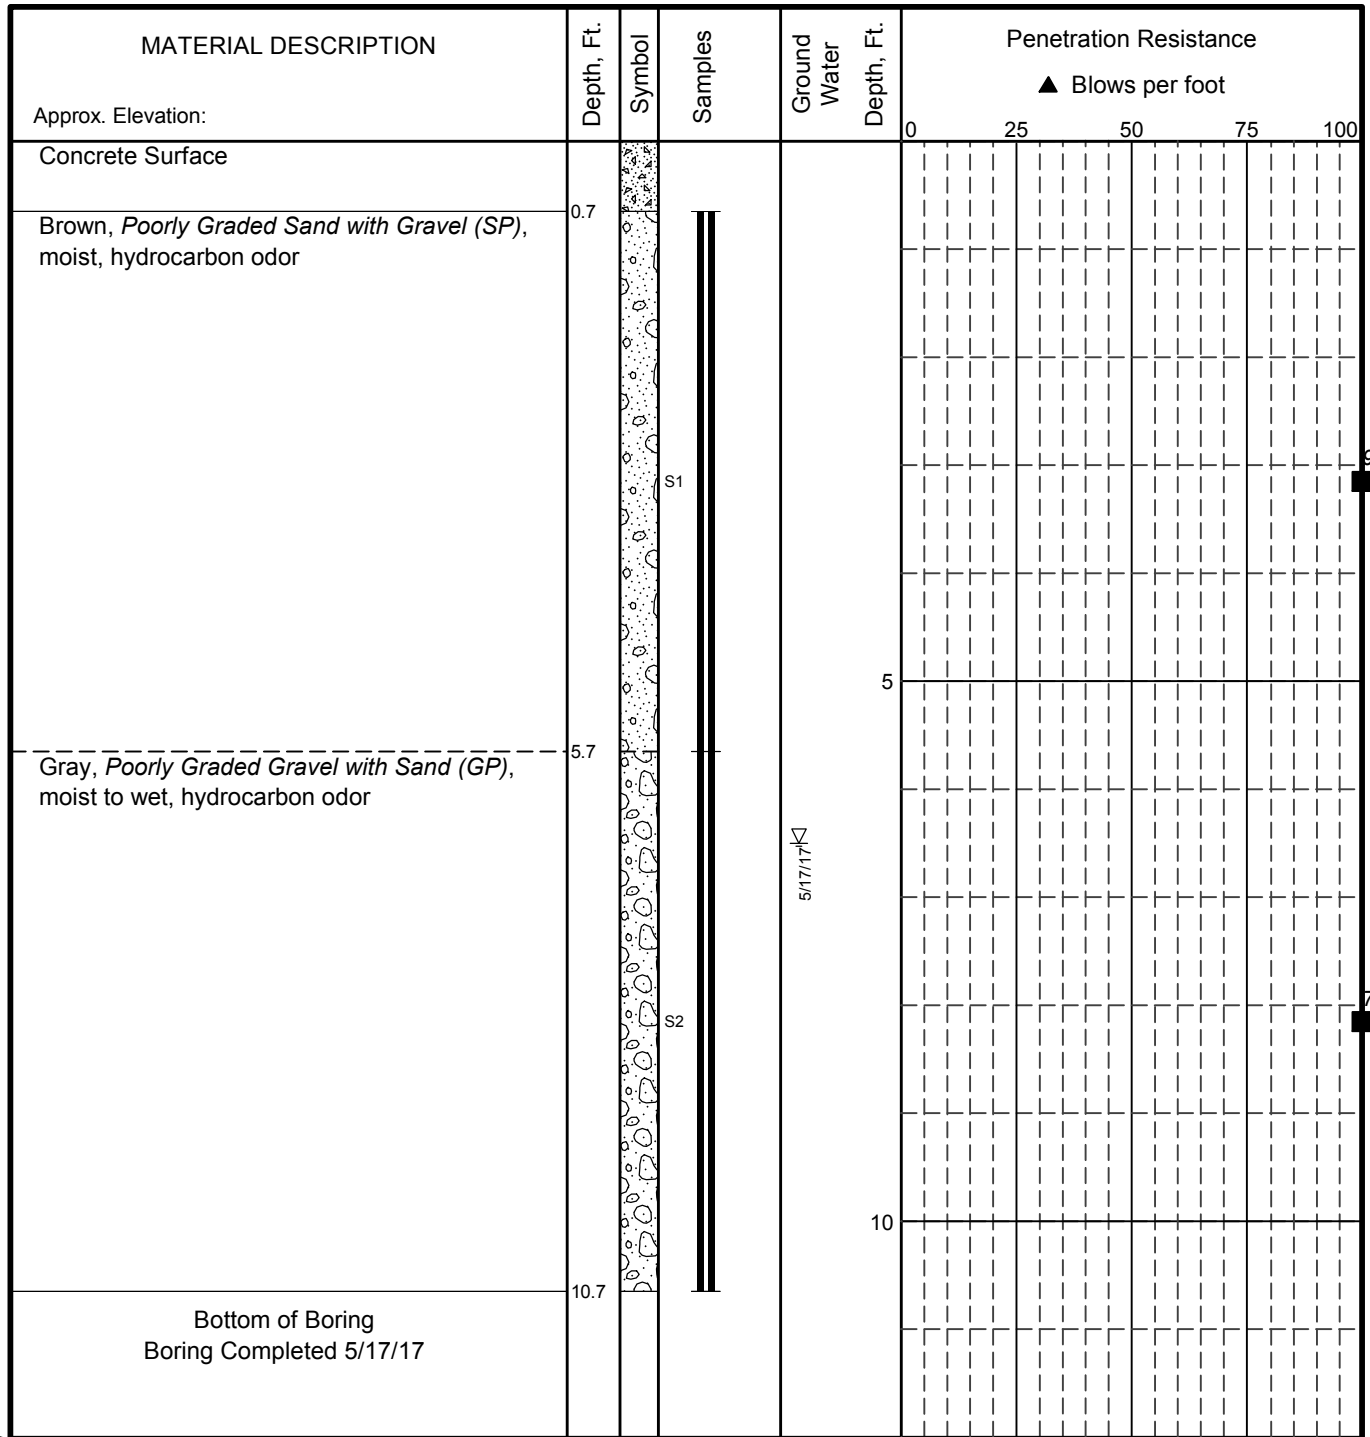 MATERIAL DESCRIPTION
Approx. Elevation:
Depth, Ft.
Symbol
Samples
Ground
Water
Depth, Ft.
Penetration Resistance
▲ Blows per foot
0 25 50 75 100
Concrete Surface
0.7
Brown, Poorly Graded Sand with Gravel (SP),
moist, hydrocarbon odor
S1
5
5.7
Gray, Poorly Graded Gravel with Sand (GP),
moist to wet, hydrocarbon odor
5/17/17
S2
10
10.7
Bottom of Boring
Boring Completed 5/17/17